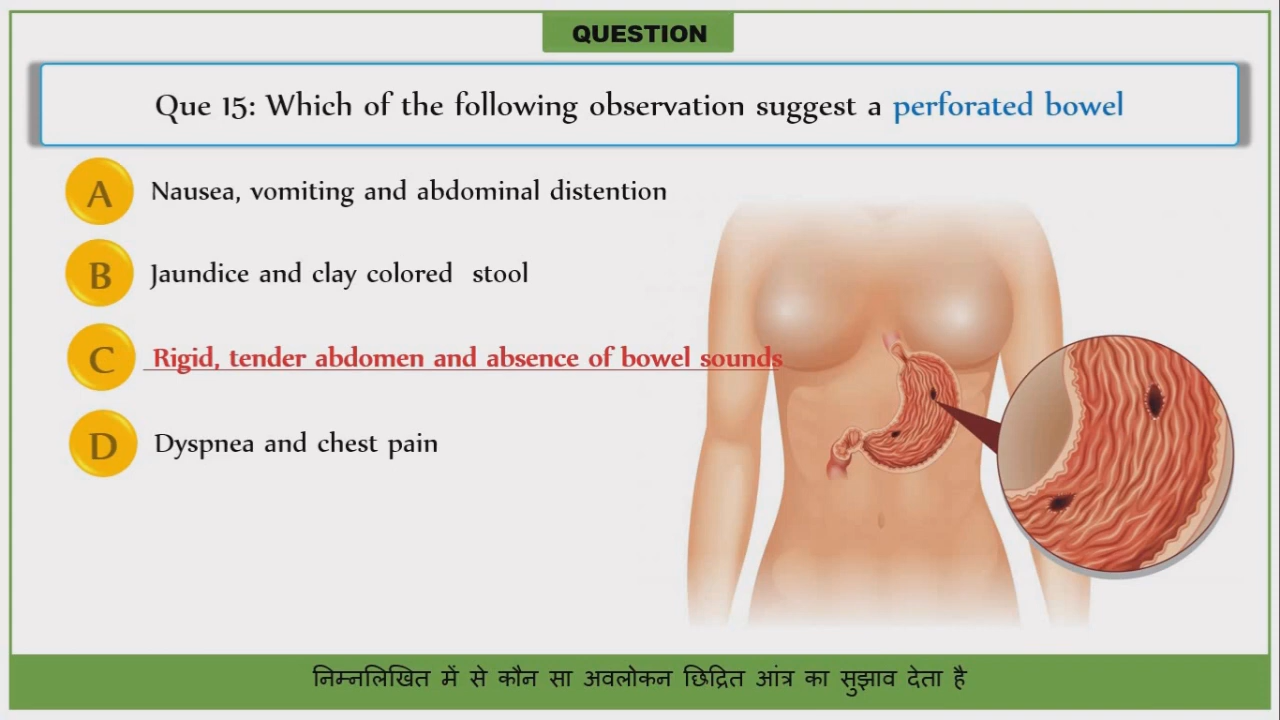 QUESTION
Que 15: Which of the following observation suggest a perforated bowel
A Nausea, vomiting and abdominal distention
B Jaundice and clay colored stool
C Rigid, tender abdomen and absence of bowel sounds
D Dyspnea and chest pain
निम्नलिखित में से कौन सा अवलोकन छिद्रित आंत्र का सुझाव देता है